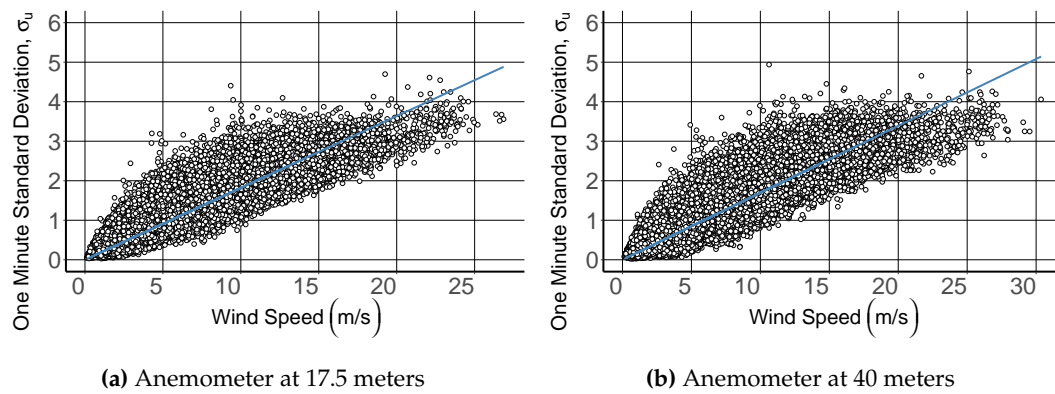 6
5
4
3
2
1
0
One Minute Standard Deviation, σu
0 5 10 15 20 25
Wind Speed (m/s)
(a) Anemometer at 17.5 meters
6
5
4
3
2
1
0
One Minute Standard Deviation, σu
0 5 10 15 20 25 30
Wind Speed (m/s)
(b) Anemometer at 40 meters